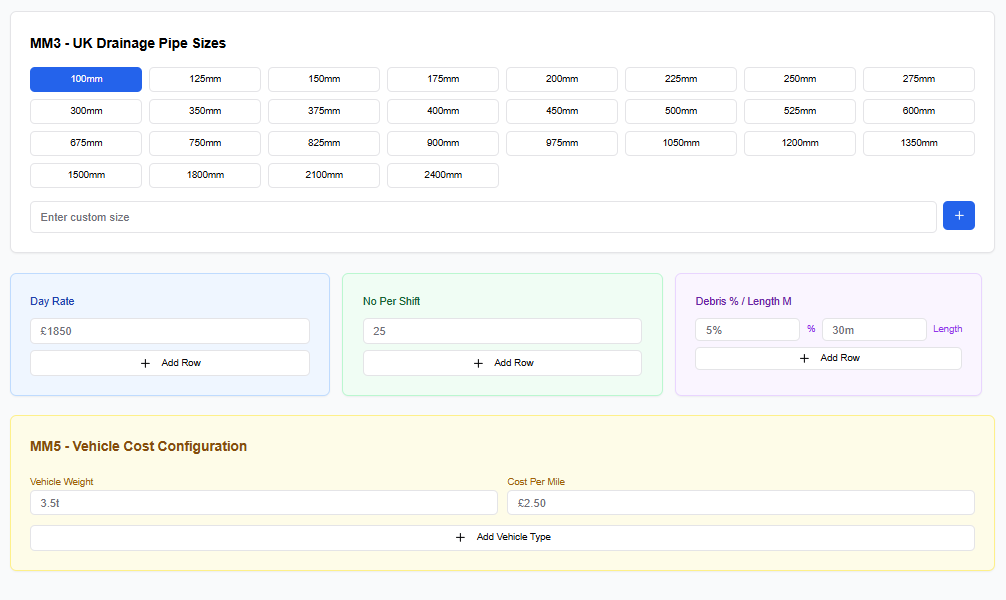 MM3 - UK Drainage Pipe Sizes
100mm 125mm 150mm 175mm 200mm 225mm 250mm 275mm
300mm 350mm 375mm 400mm 450mm 500mm 525mm 600mm
675mm 750mm 825mm 900mm 975mm 1050mm 1200mm 1350mm
1500mm 1800mm 2100mm 2400mm
Enter custom size +
Day Rate
£1850
+ Add Row
No Per Shift
25
+ Add Row
Debris % / Length M
5% % 30m Length
+ Add Row
MM5 - Vehicle Cost Configuration
Vehicle Weight Cost Per Mile
3.5t £2.50
+ Add Vehicle Type